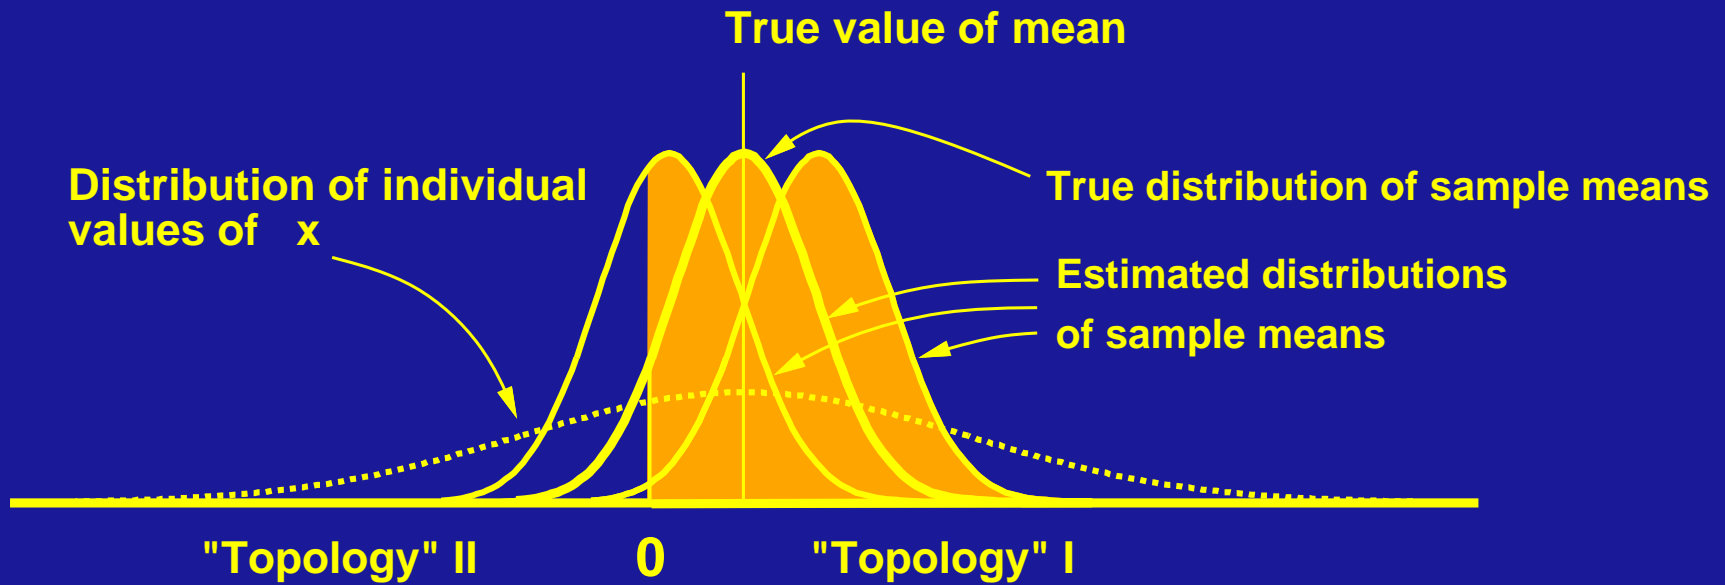 True value of mean
Distribution of individual
values of x
True distribution of sample means
Estimated distributions
of sample means
"Topology" II
0
"Topology" I